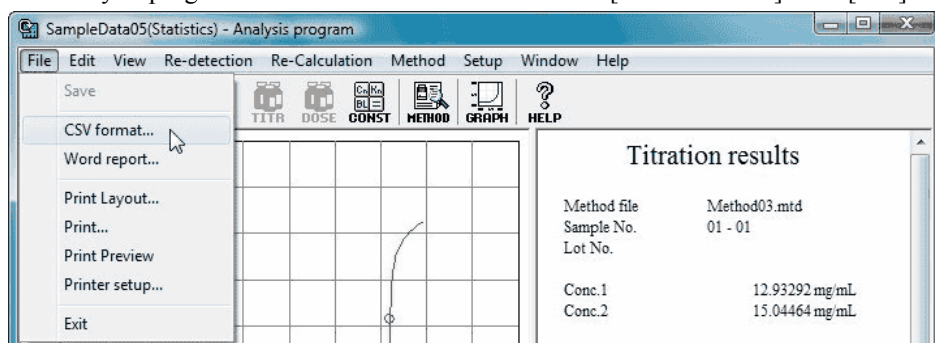 SampleData05(Statistics) - Analysis program
File Edit View Re-detection Re-Calculation Method Setup Window Help
Save
CSV format...
Word report...
Print Layout...
Print...
Print Preview
Printer setup...
Exit
TITR DOSE CONST METHOD GRAPH HELP
Cn Kn
BL =
Titration results
Method file Method03.mtd
Sample No. 01 - 01
Lot No.
Conc.1 12.93292 mg/mL
Conc.2 15.04464 mg/mL